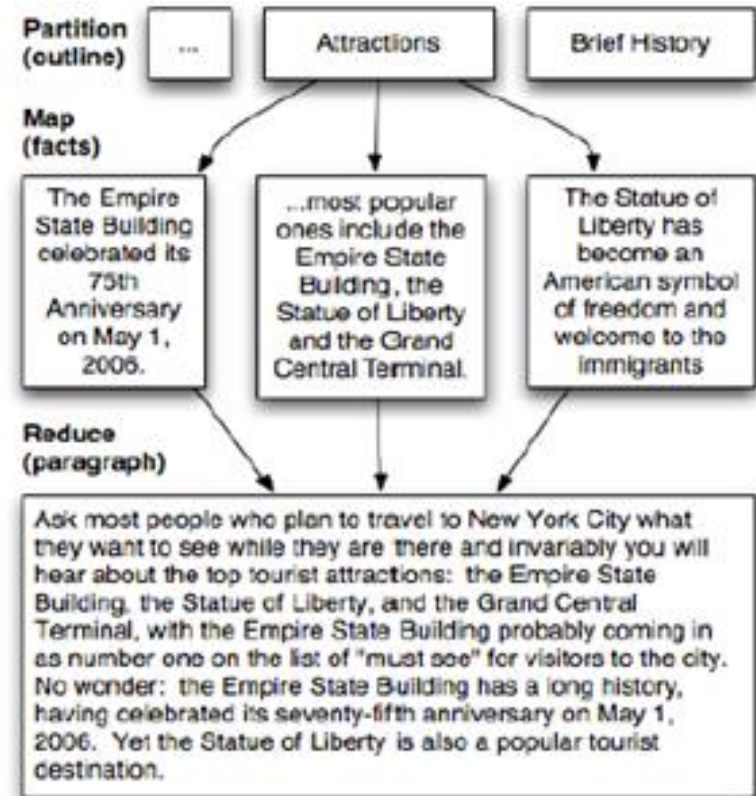 Partition
(outline)
...
Attractions
Brief History
Map
(facts)
The Empire
State Building
celebrated its
75th
Anniversary
on May 1,
2006.
...most popular
ones include the
Empire State
Building, the
Statue of Liberty
and the Grand
Central Terminal.
The Statue of
Liberty has
become an
American symbol
of freedom and
welcome to the
immigrants
Reduce
(paragraph)
Ask most people who plan to travel to New York City what
they want to see while they are there and invariably you will
hear about the top tourist attractions: the Empire State
Building, the Statue of Liberty, and the Grand Central
Terminal, with the Empire State Building probably coming in
as number one on the list of "must see" for visitors to the city.
No wonder: the Empire State Building has a long history,
having celebrated its seventy-fifth anniversary on May 1,
2006. Yet the Statue of Liberty is also a popular tourist
destination.